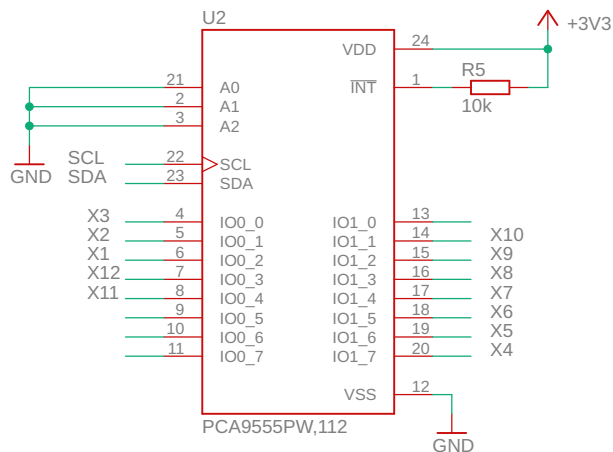 U2
+3V3
VDD 24
21 A0
INT 1
R5
10k
2 A1
3 A2
GND
SCL 22 SCL
SDA 23 SDA
X3 4 IO0_0
IO1_0 13
X2 5 IO0_1
IO1_1 14 X10
X1 6 IO0_2
IO1_2 15 X9
X12 7 IO0_3
IO1_3 16 X8
X11 8 IO0_4
IO1_4 17 X7
9 IO0_5
IO1_5 18 X6
10 IO0_6
IO1_6 19 X5
11 IO0_7
IO1_7 20 X4
VSS 12
PCA9555PW,112
GND